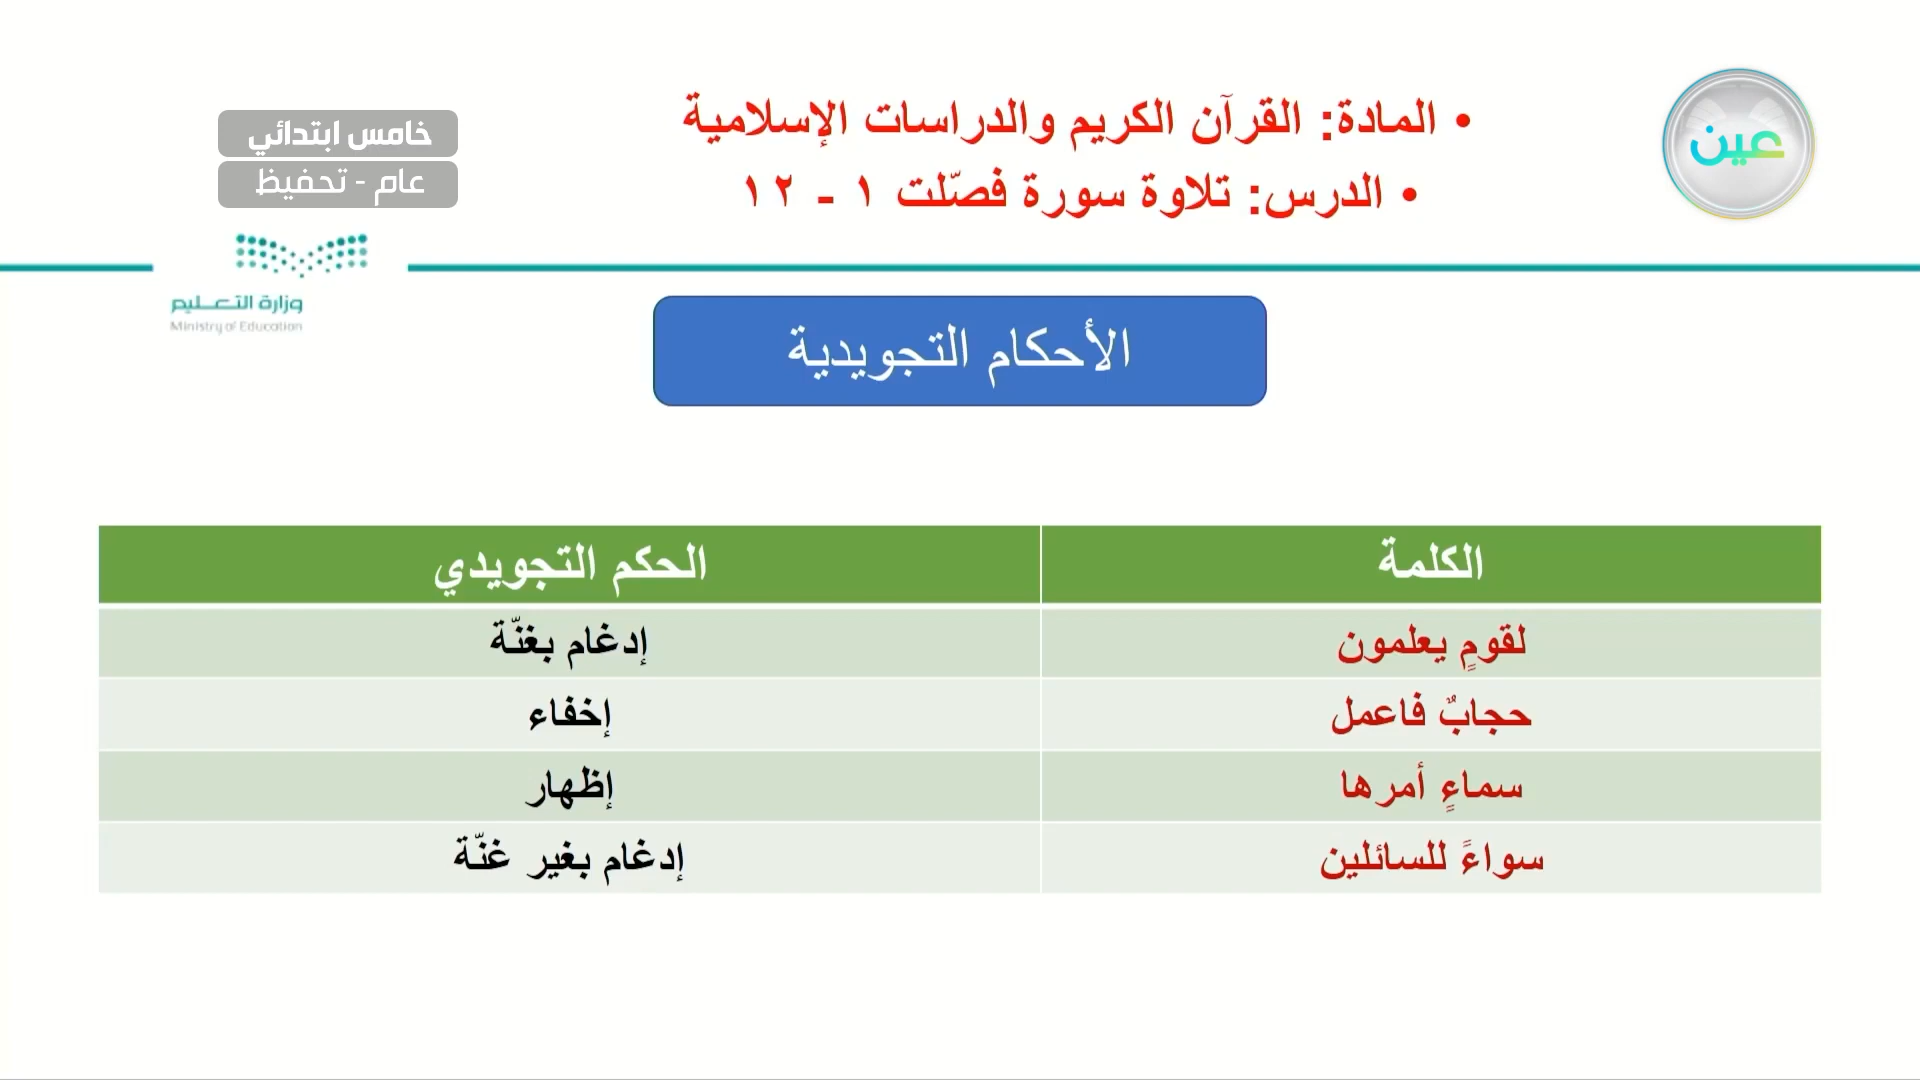 • المادة: القرآن الكريم والدراسات الإسلامية
• الدرس: تلاوة سورة فصّلت ١ - ١٢
عين
خامس ابتدائي
عام - تحفيظ
وزارة التعـــليم
Ministry of Education
الأحكام التجويدية
الكلمة الحكم التجويدي
لقومٍ يعلمون إدغام بغنّة
حجابٌ فاعمل إخفاء
سماءٍ أمرها إظهار
سواءً للسائلين إدغام بغير غنّة